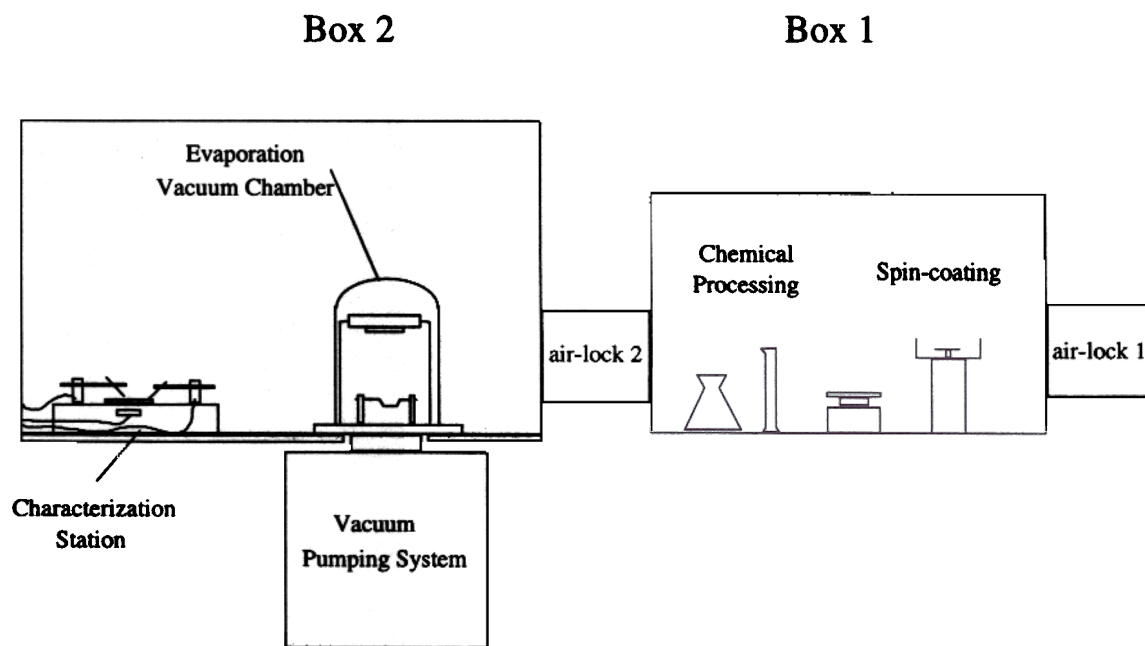 Box 2
Box 1
Evaporation
Vacuum Chamber
Chemical
Processing
Spin-coating
air-lock 2
air-lock 1
Characterization
Station
Vacuum
Pumping System